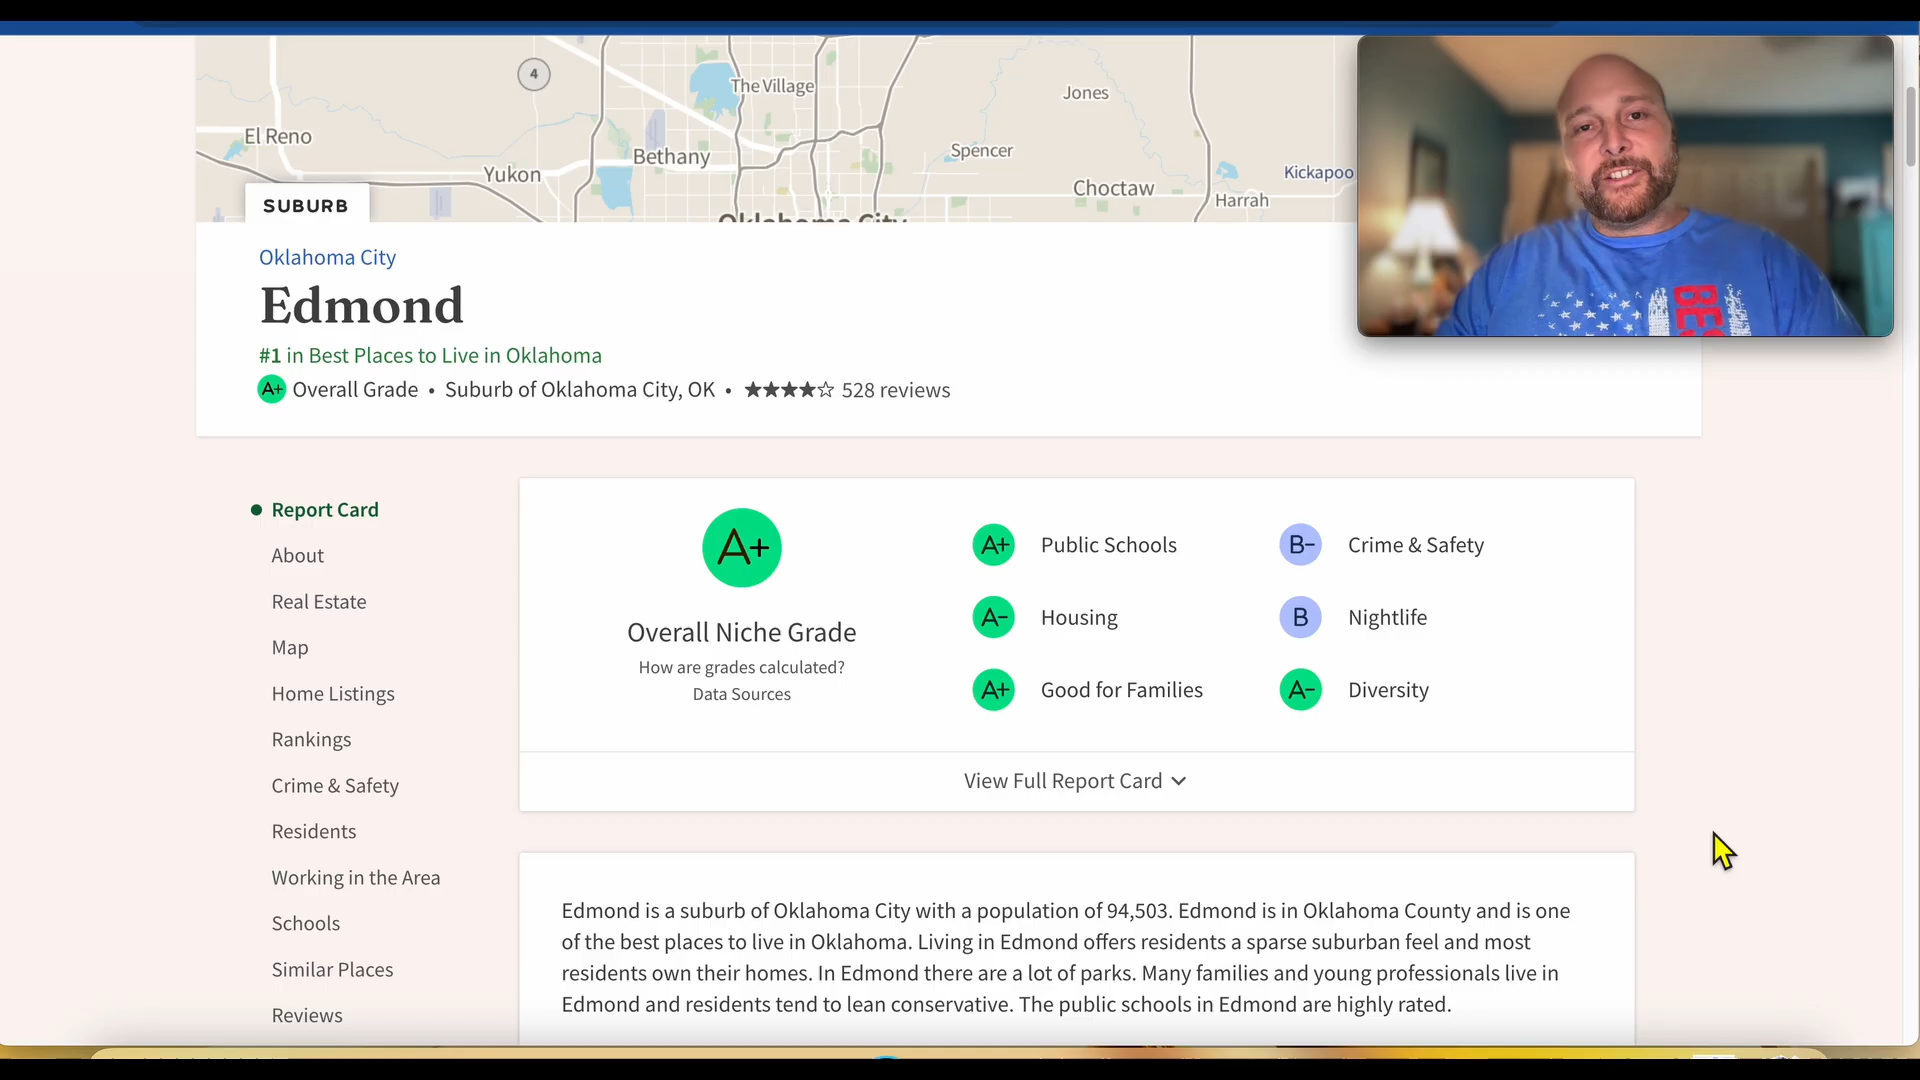 4
The Village
Jones
El Reno
Bethany
Spencer
Yukon
Kickapoo
Choctaw
Harrah
Oklahoma City
SUBURB
Oklahoma City
Edmond
#1 in Best Places to Live in Oklahoma
A+ Overall Grade • Suburb of Oklahoma City, OK • ★★★★☆ 528 reviews
BES
Report Card
About
Real Estate
Map
Home Listings
Rankings
Crime & Safety
Residents
Working in the Area
Schools
Similar Places
Reviews
A+
Overall Niche Grade
How are grades calculated?
Data Sources
A+ Public Schools
A- Housing
A+ Good for Families
B- Crime & Safety
B Nightlife
A- Diversity
View Full Report Card
Edmond is a suburb of Oklahoma City with a population of 94,503. Edmond is in Oklahoma County and is one
of the best places to live in Oklahoma. Living in Edmond offers residents a sparse suburban feel and most
residents own their homes. In Edmond there are a lot of parks. Many families and young professionals live in
Edmond and residents tend to lean conservative. The public schools in Edmond are highly rated.